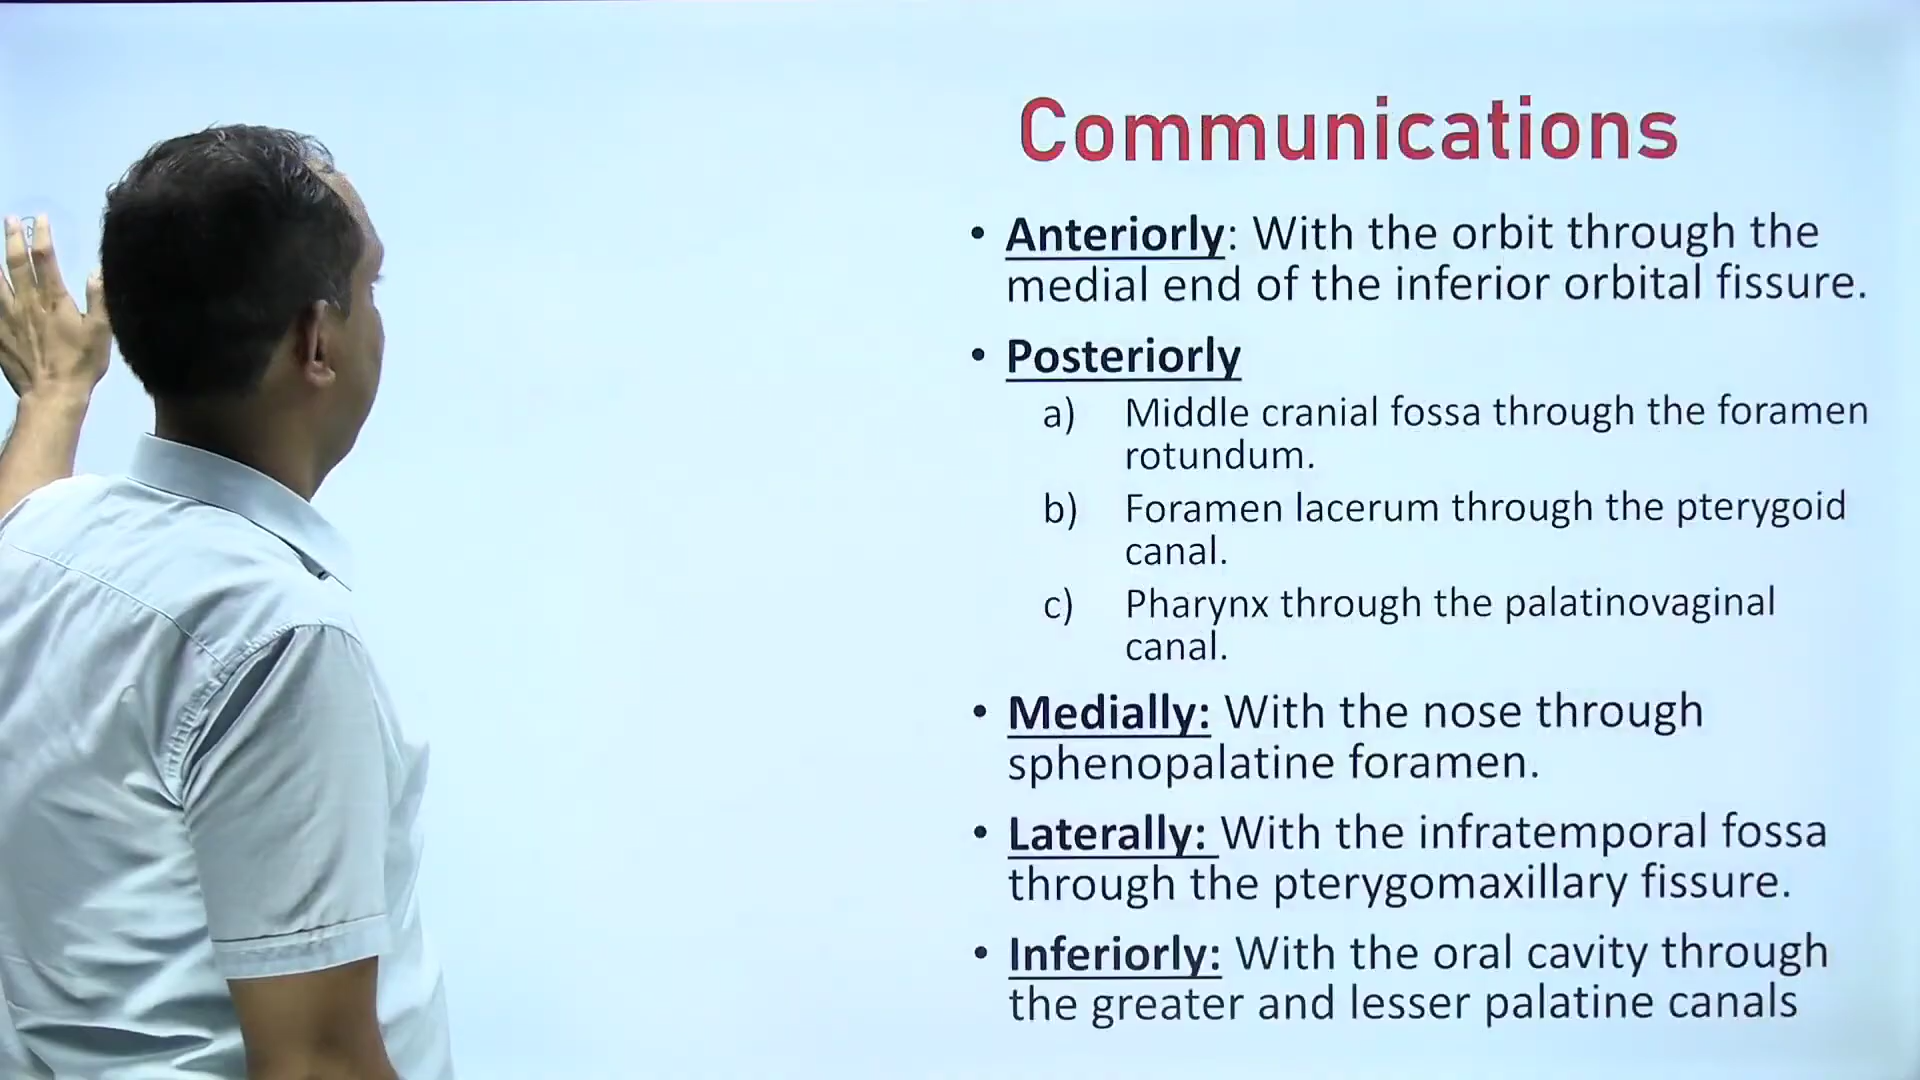 Communications
• Anteriorly: With the orbit through the
medial end of the inferior orbital fissure.
• Posteriorly
a) Middle cranial fossa through the foramen
rotundum.
b) Foramen lacerum through the pterygoid
canal.
c) Pharynx through the palatinovaginal
canal.
• Medially: With the nose through
sphenopalatine foramen.
• Laterally: With the infratemporal fossa
through the pterygomaxillary fissure.
• Inferiorly: With the oral cavity through
the greater and lesser palatine canals